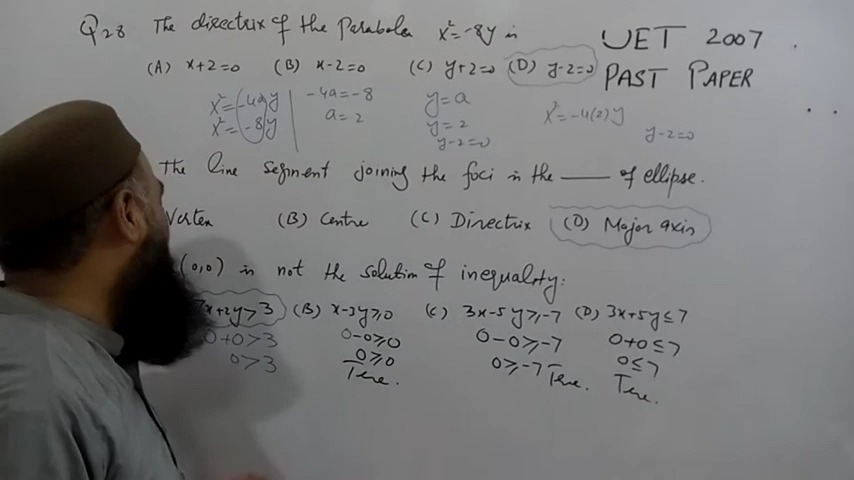 Q28 The directrix of the Parabola x²=-8y is
UET 2007
PAST PAPER
(A) x+2=0 (B) x-2=0 (C) y+2=0 (D) y-2=0
x²=-4ay
x²=-8y
-4a=-8
a=2
y=a
y=2
y-2=0
x²=-4(2)y
y-2=0
The line segment joining the foci is the ____ of ellipse.
Vertex (B) Centre (C) Directrix (D) Major axis
(0,0) is not the solution of inequality:
7x+2y>3 (B) x-3y≥0 (C) 3x-5y≥-7 (D) 3x+5y≤7
0+0>3 0-0≥0 0-0≥-7 0+0≤7
0>3 0≥0 0≥-7 True. 0≤7
True. True.